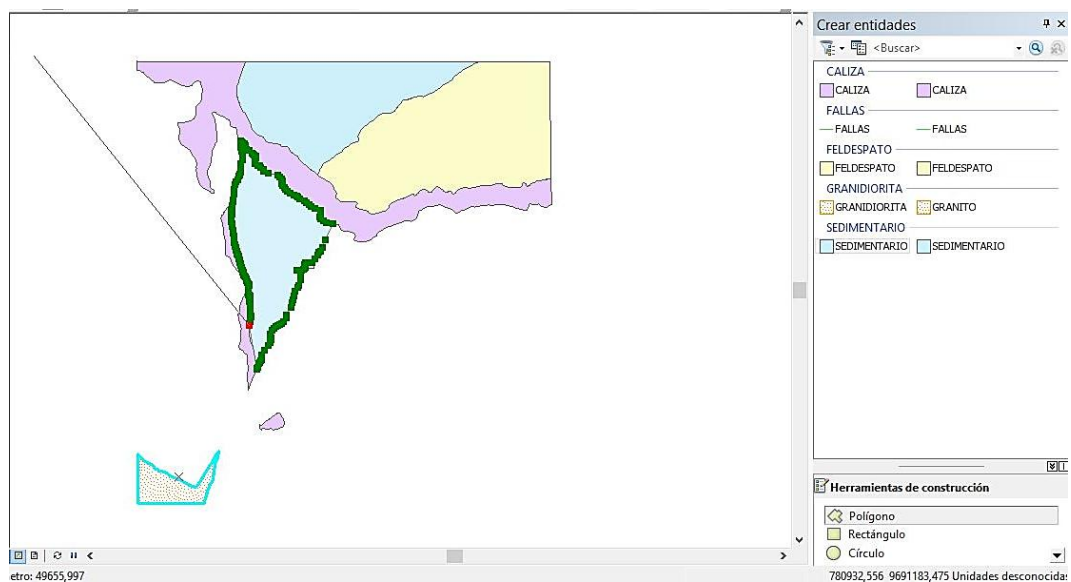 Crear entidades
<Buscar>
CALIZA
CALIZA CALIZA
FALLAS
FALLAS FALLAS
FELDESPATO
FELDESPATO FELDESPATO
GRANIDIORITA
GRANIDIORITA GRANITO
SEDIMENTARIO
SEDIMENTARIO SEDIMENTARIO
Herramientas de construcción
Polígono
Rectángulo
Círculo
etro: 49655,997 780932,556 9691183,475 Unidades desconocidas